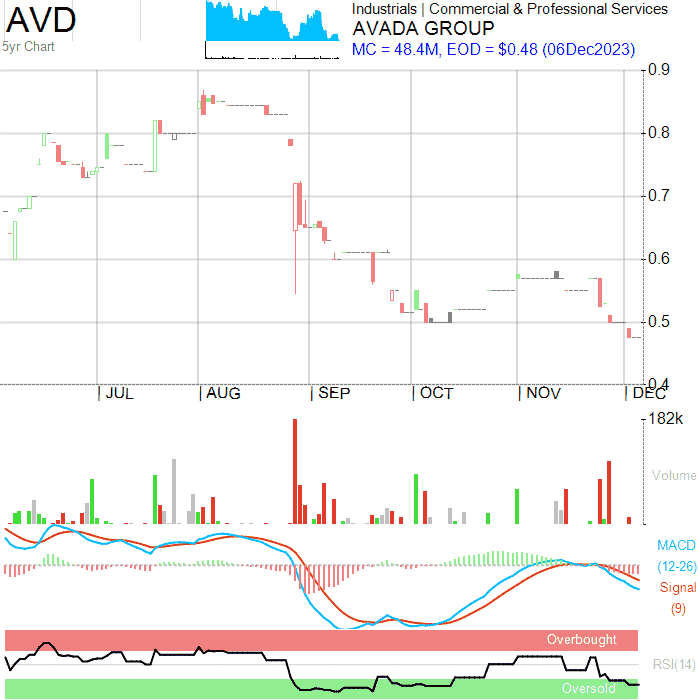 AVD
5yr Chart
Industrials | Commercial & Professional Services
AVADA GROUP
MC = 48.4M, EOD = $0.48 (06Dec2023)
0.9
0.8
0.7
0.6
0.5
0.4
JUL AUG SEP OCT NOV DEC
182k
Volume
MACD
(12-26)
Signal
(9)
Overbought
RSI(14)
Oversold